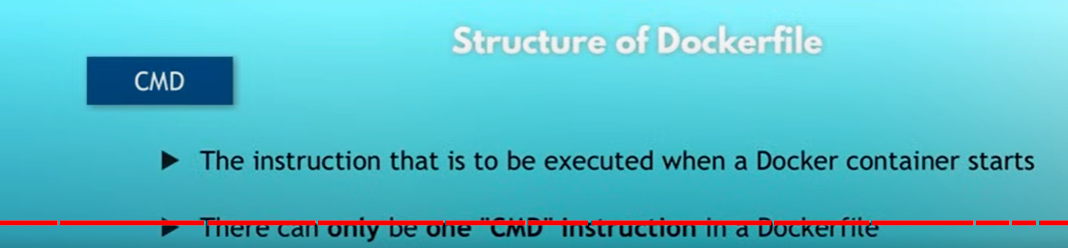 Structure of Dockerfile
CMD
The instruction that is to be executed when a Docker container starts
There can only be one "CMD" instruction in a Dockerfile